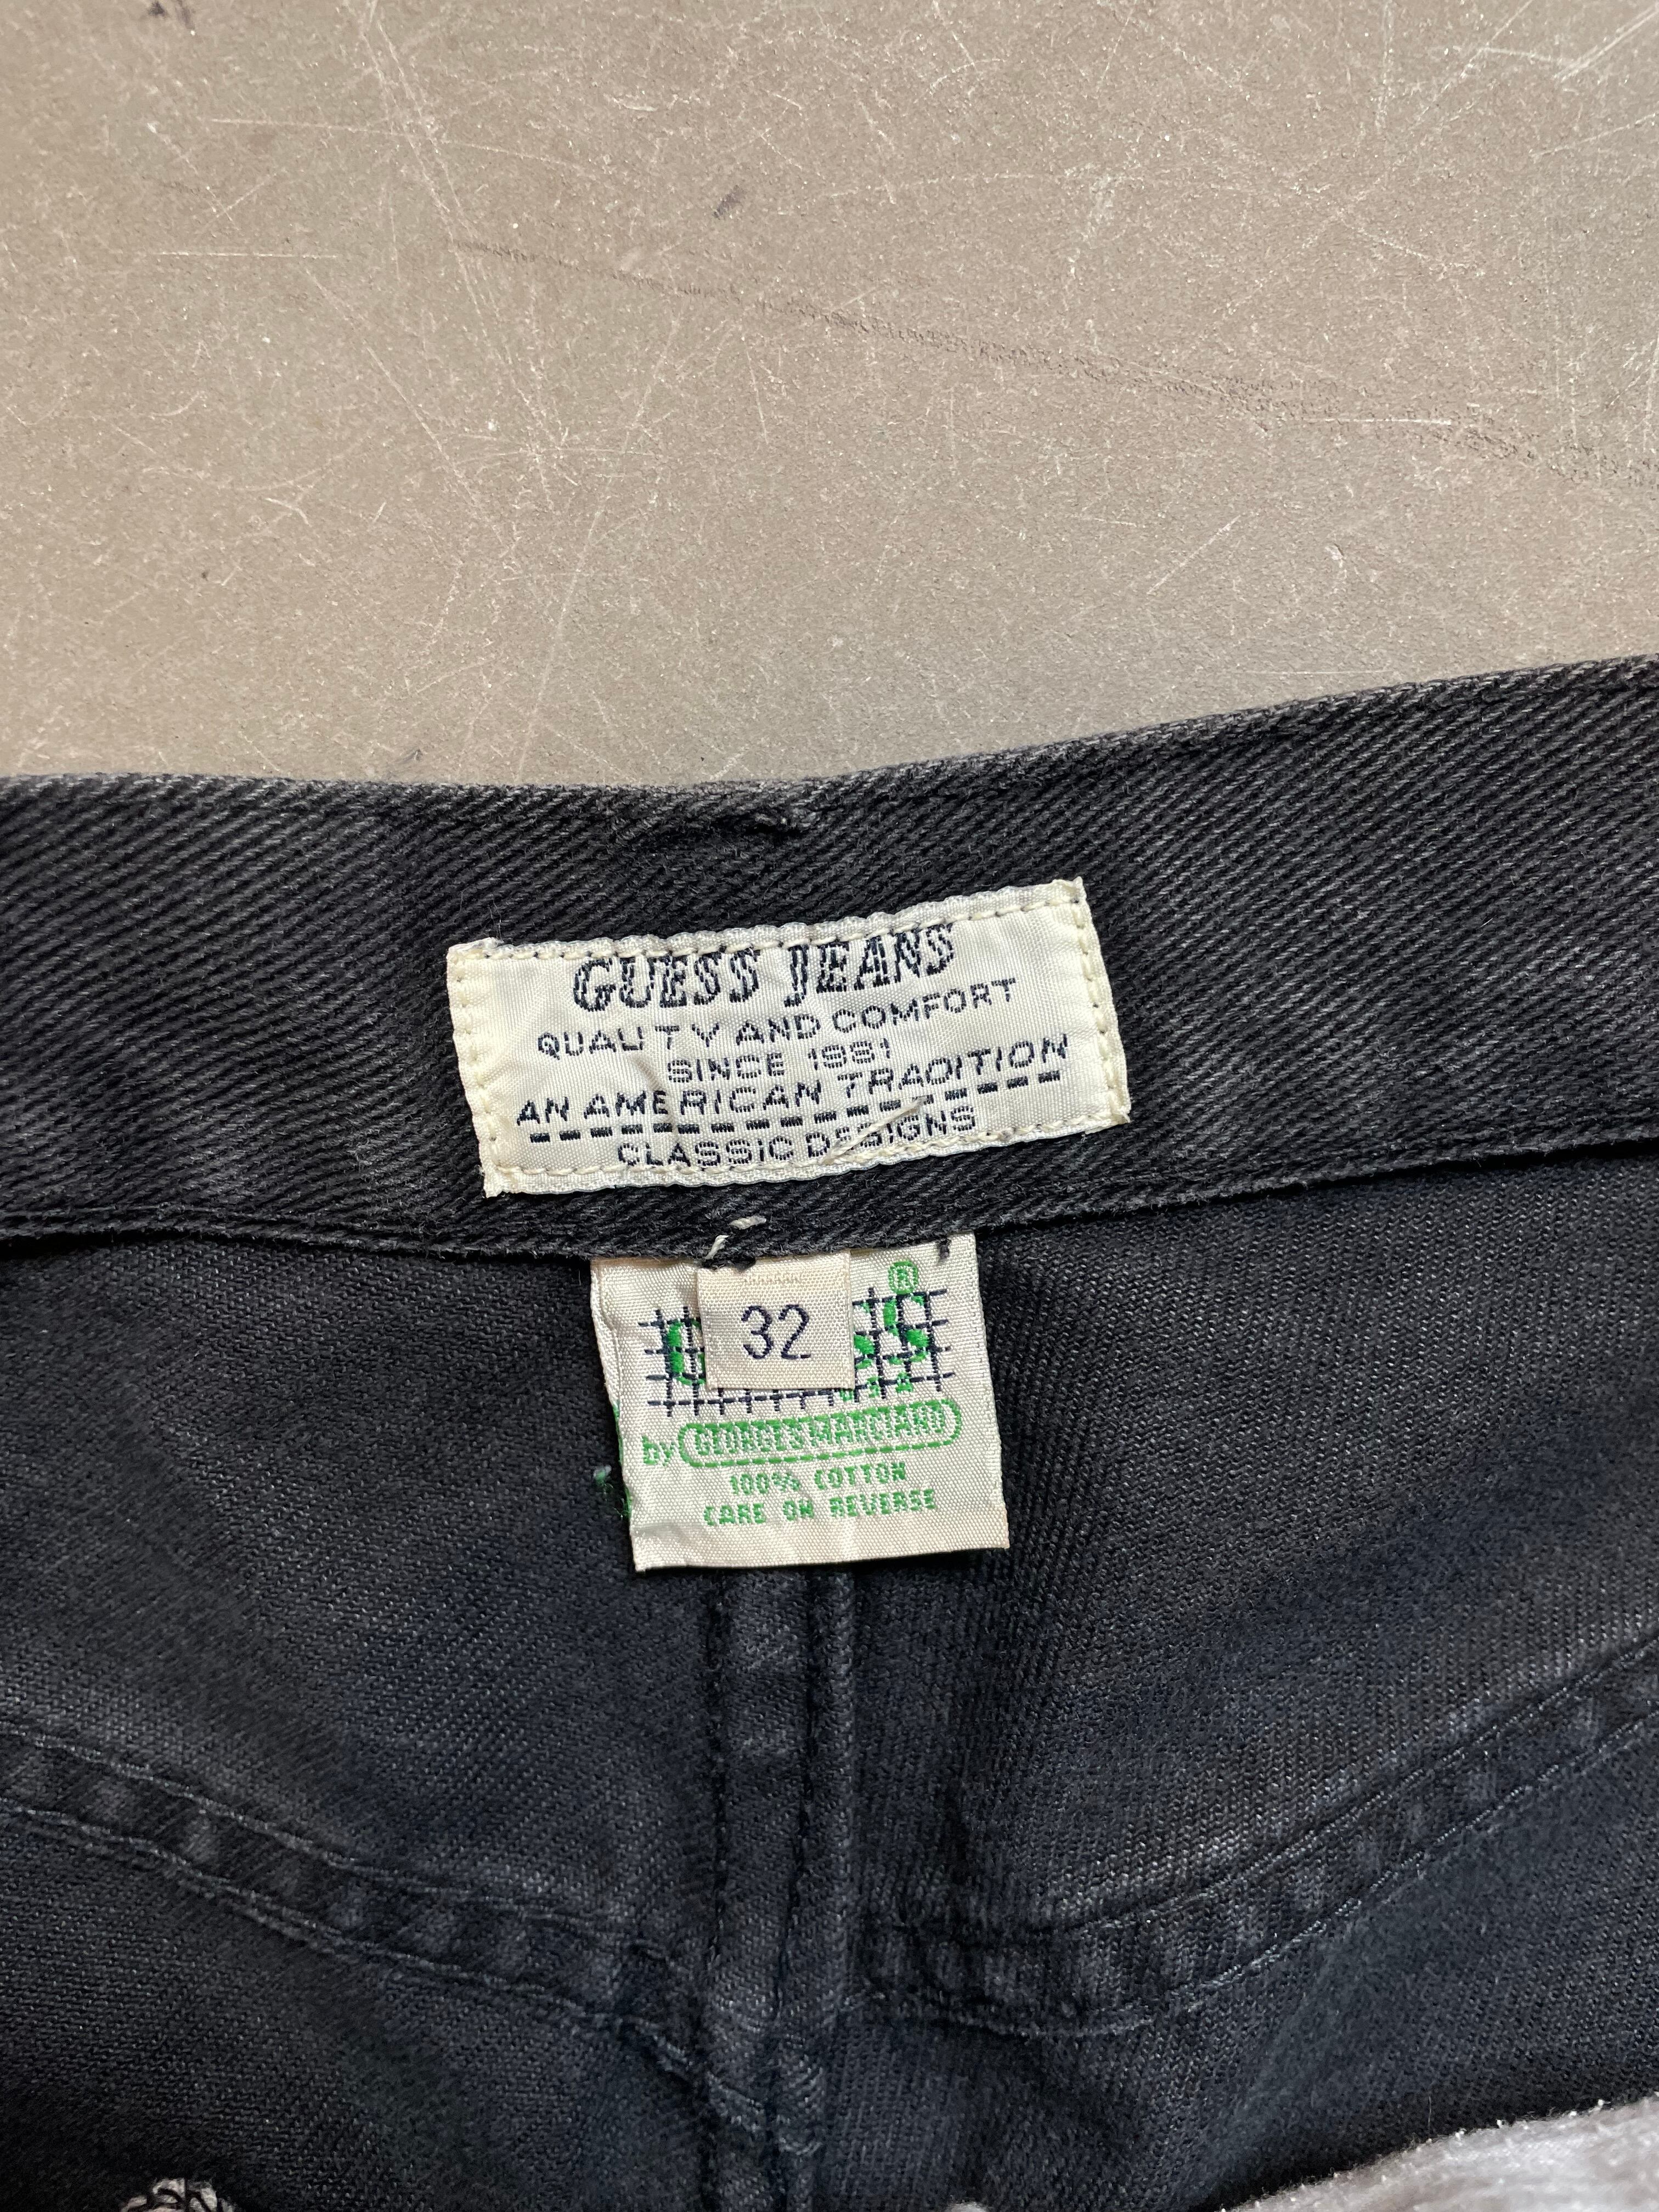 GUESS JEANS
QUALITY AND COMFORT
SINCE 1981
AN AMERICAN TRADITION
CLASSIC DESIGNS
32
®
by GEORGES MARCIANO
100% COTTON
CARE ON REVERSE